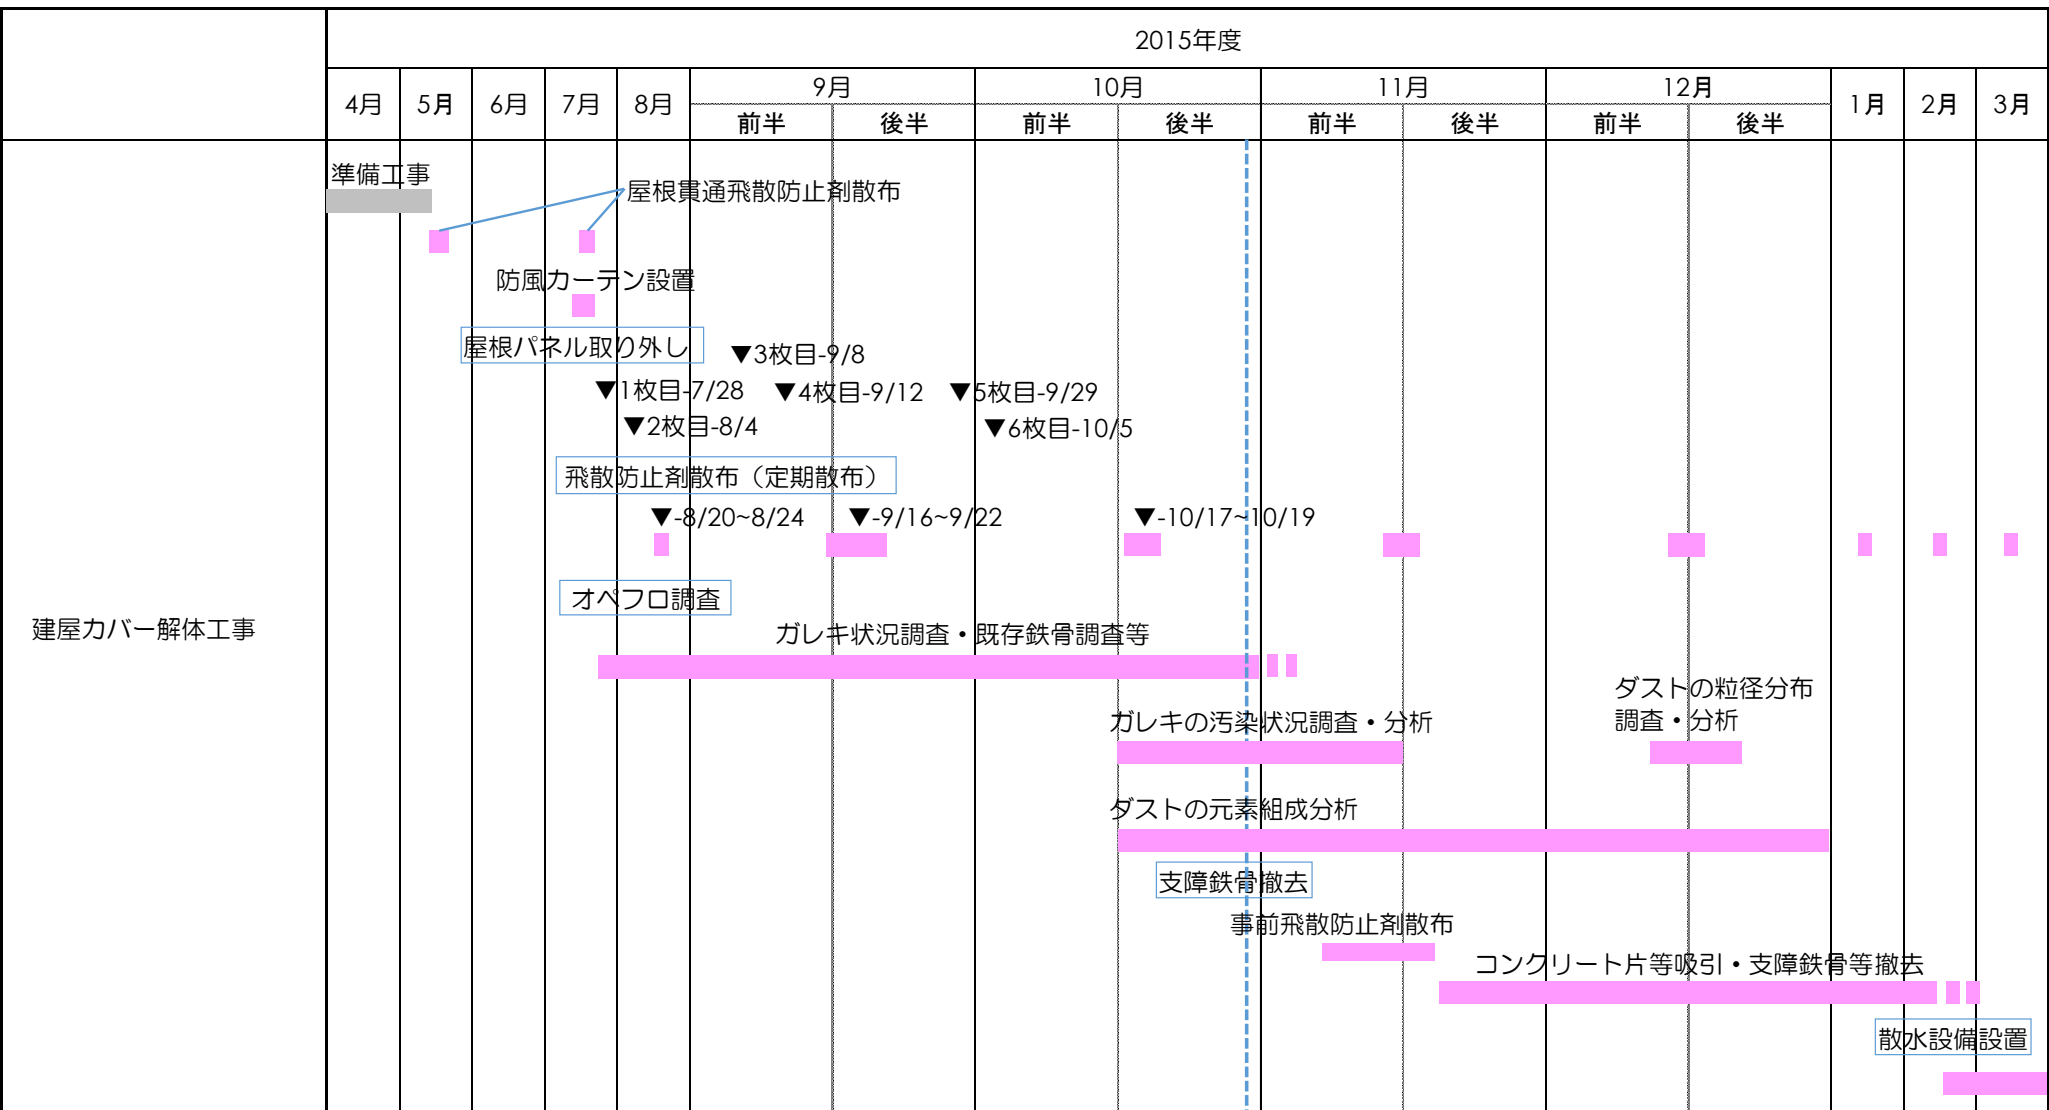 2015年度
4月
5月
6月
7月
8月
9月
10月
11月
12月
1月
2月
3月
前半
後半
前半
後半
前半
後半
前半
後半
建屋カバー解体工事
準備工事
屋根貫通飛散防止剤散布
防風カーテン設置
屋根パネル取り外し
▼3枚目-9/8
▼1枚目-7/28
▼4枚目-9/12
▼5枚目-9/29
▼2枚目-8/4
▼6枚目-10/5
飛散防止剤散布（定期散布）
▼-8/20~8/24
▼-9/16~9/22
▼-10/17~10/19
オペフロ調査
ガレキ状況調査・既存鉄骨調査等
ダストの粒径分布
調査・分析
ガレキの汚染状況調査・分析
ダストの元素組成分析
支障鉄骨撤去
事前飛散防止剤散布
コンクリート片等吸引・支障鉄骨等撤去
散水設備設置